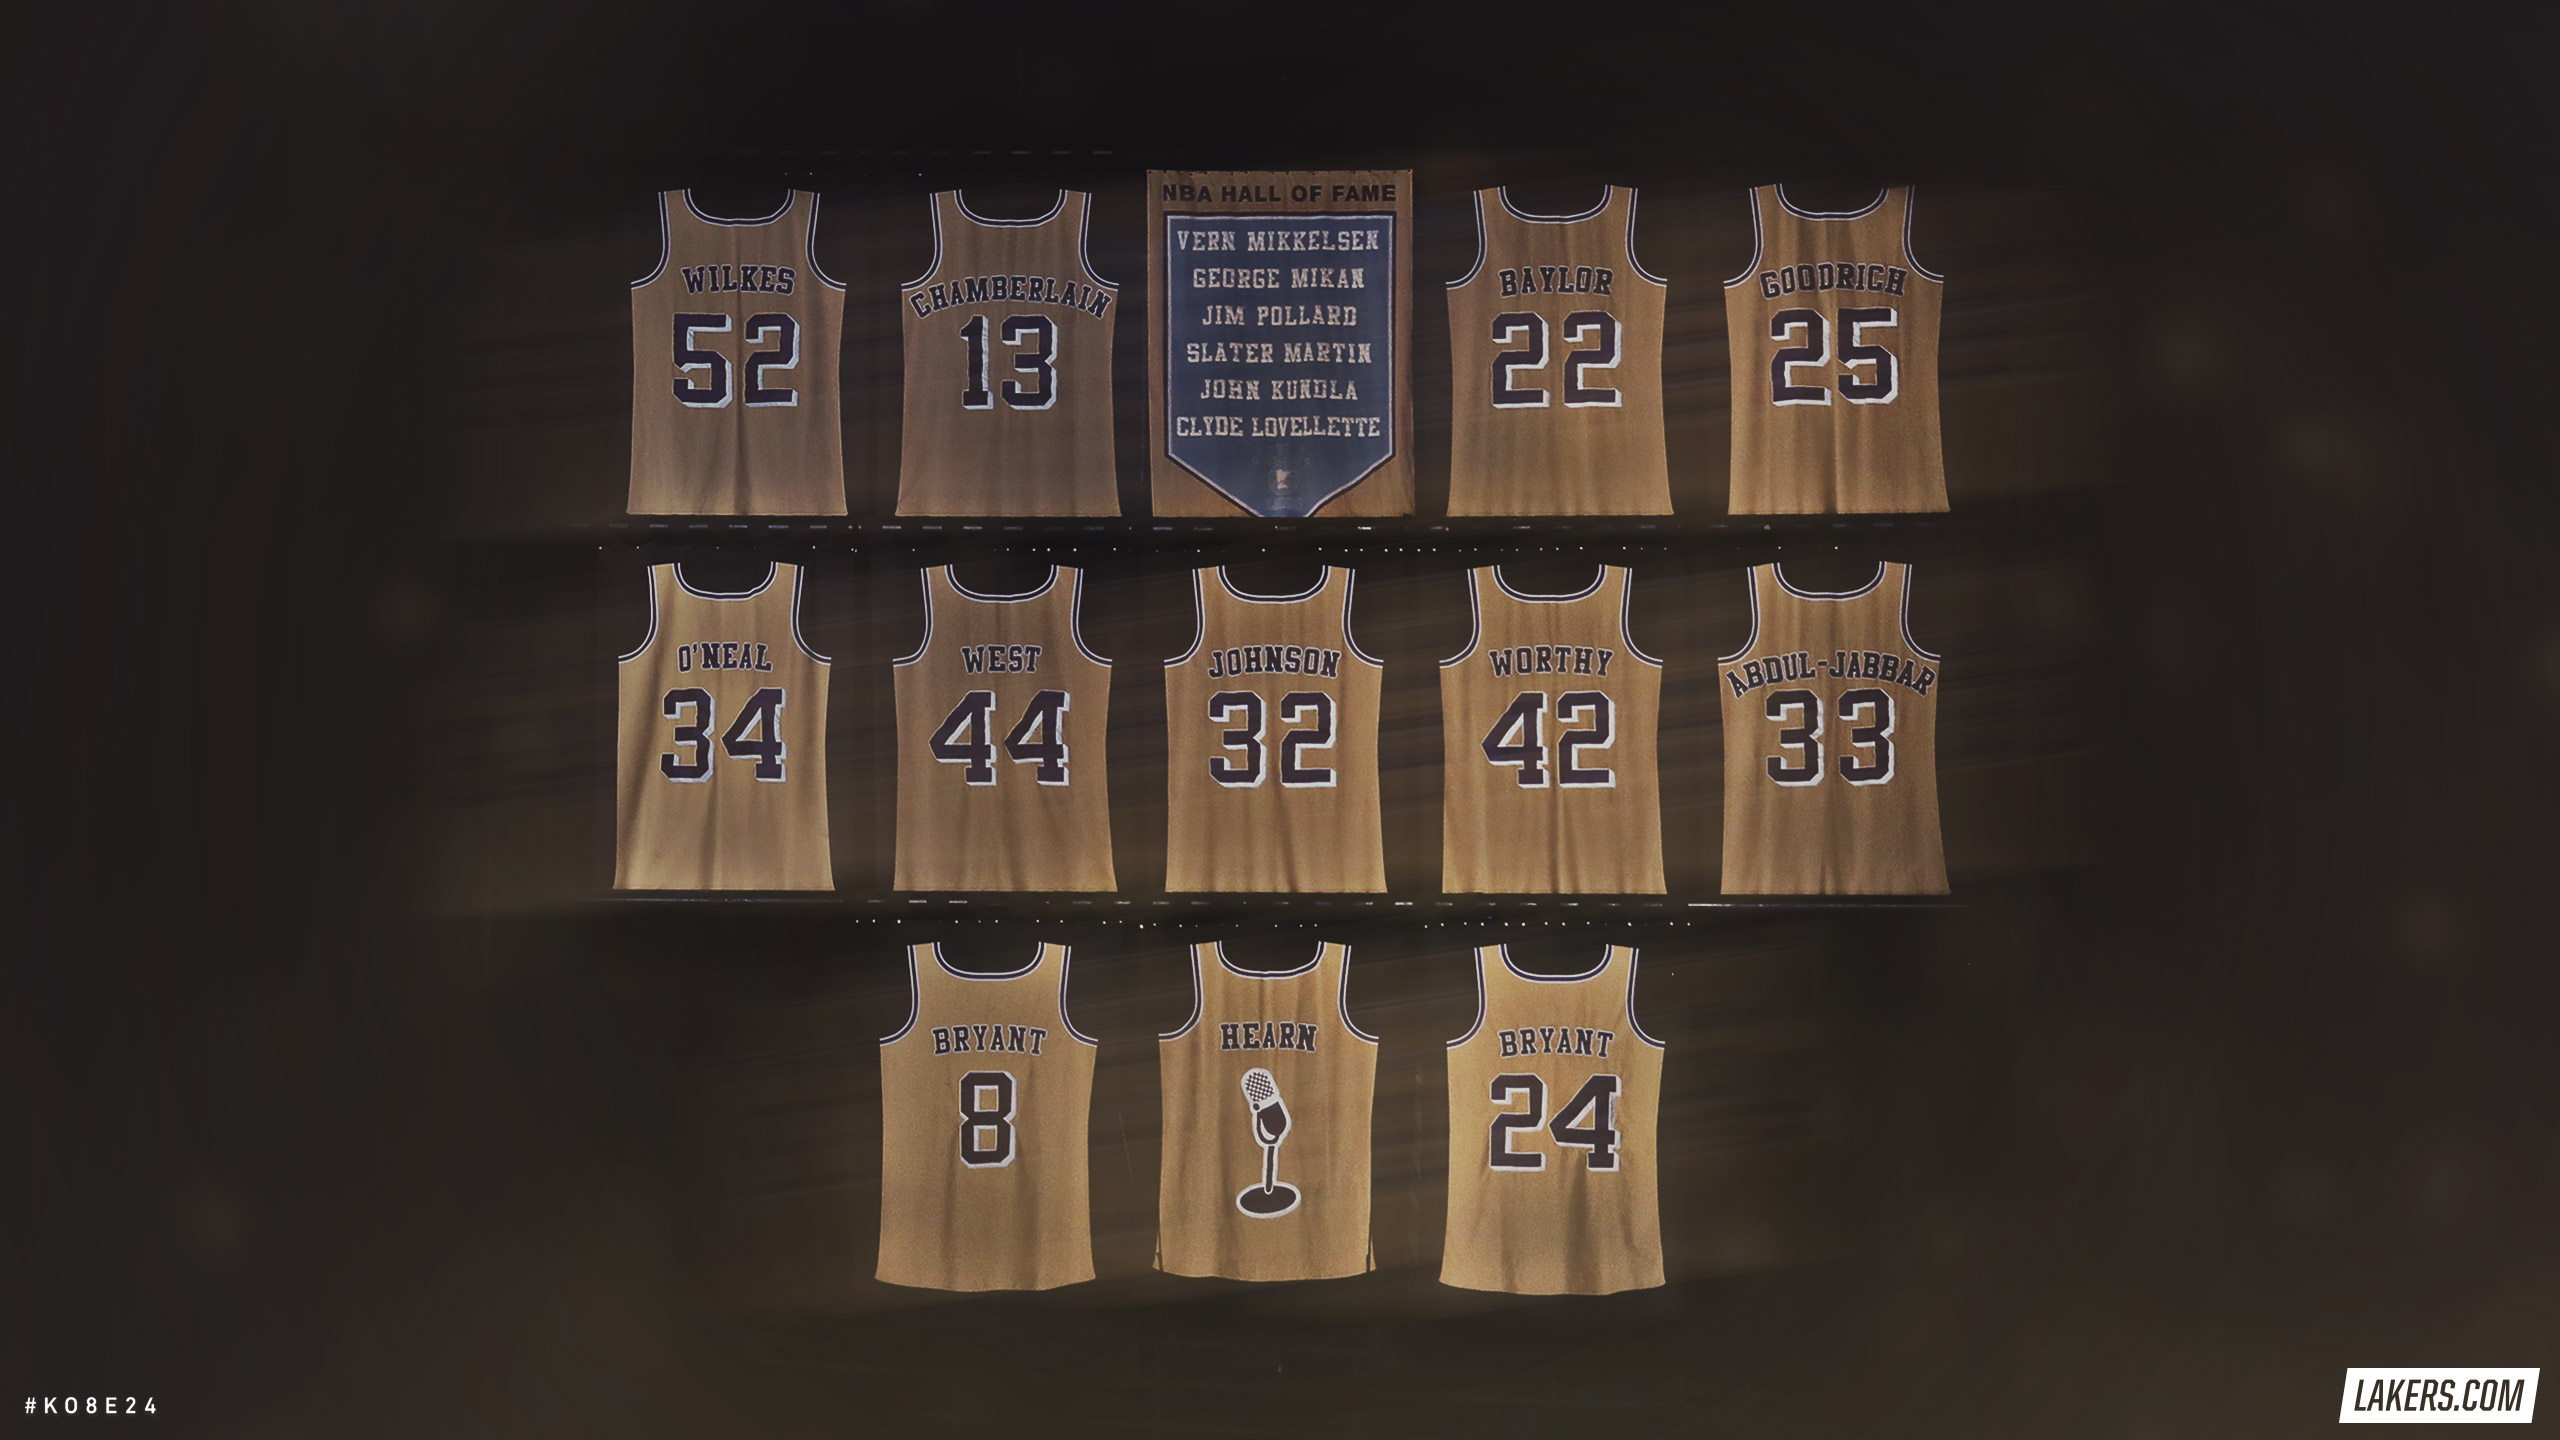 WILKES
52
CHAMBERLAIN
13
NBA HALL OF FAME
VERN MIKKELSEN
GEORGE MIKAN
JIM POLLARD
SLATER MARTIN
JOHN KUNDLA
CLYDE LOVELLETTE
BAYLOR
22
GOODRICH
25
O'NEAL
34
WEST
44
JOHNSON
32
WORTHY
42
ABDUL-JABBAR
33
BRYANT
8
HEARN
BRYANT
24
#KO8E24
LAKERS.COM